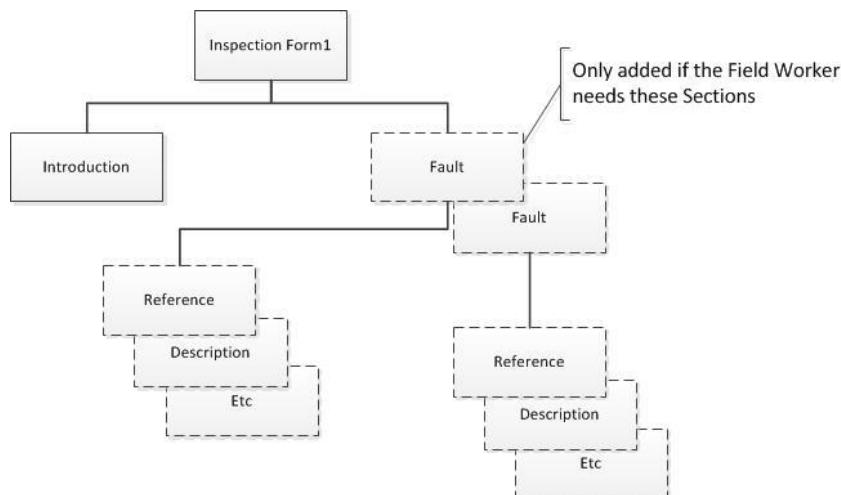 Inspection Form1
Only added if the Field Worker
needs these Sections
Introduction
Fault
Fault
Reference
Description
Etc
Reference
Description
Etc